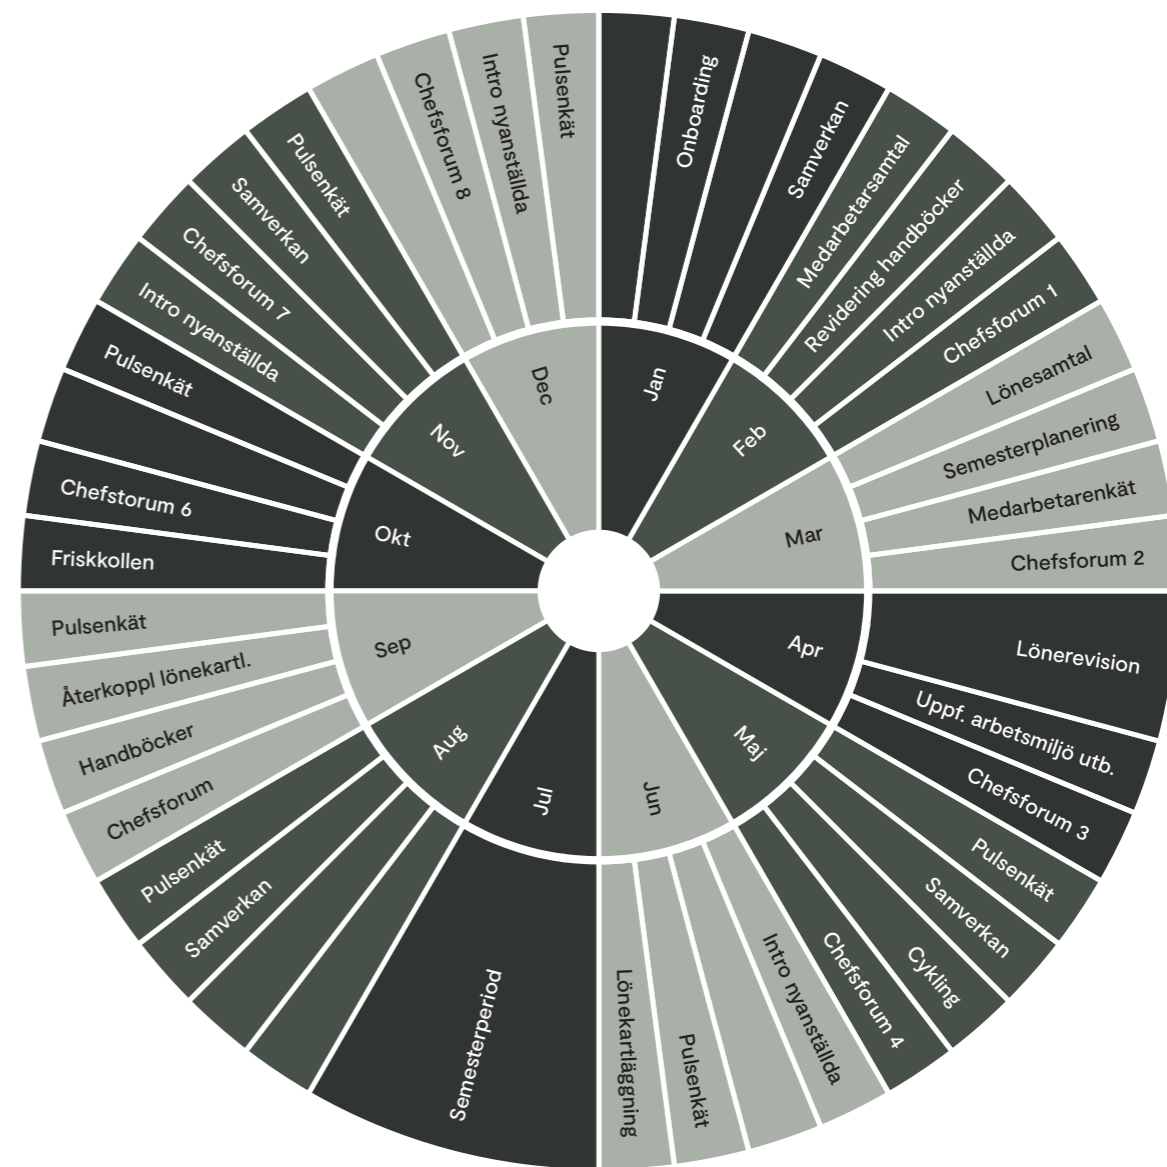 Jan
Onboarding
Samverkan
Feb
Medarbetarsamtal
Revidering handböcker
Intro nyanställda
Chefsforum 1
Mar
Lönesamtal
Semesterplanering
Medarbetarenkät
Chefsforum 2
Apr
Lönerevision
Uppf. arbetsmiljö utb.
Chefsforum 3
Maj
Pulsenkät
Samverkan
Cykling
Chefsforum 4
Jun
Intro nyanställda
Pulsenkät
Lönekartläggning
Jul
Semesterperiod
Aug
Samverkan
Pulsenkät
Sep
Chefsforum
Handböcker
Återkoppl lönekartl.
Pulsenkät
Okt
Friskkollen
Chefstorum 6
Pulsenkät
Nov
Intro nyanställda
Chefsforum 7
Samverkan
Pulsenkät
Dec
Chefsforum 8
Intro nyanställda
Pulsenkät